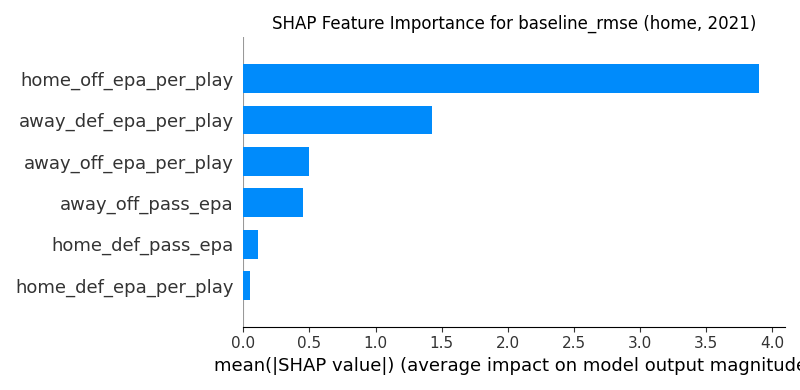 SHAP Feature Importance for baseline_rmse (home, 2021)
home_off_epa_per_play
away_def_epa_per_play
away_off_epa_per_play
away_off_pass_epa
home_def_pass_epa
home_def_epa_per_play
0.0 0.5 1.0 1.5 2.0 2.5 3.0 3.5 4.0
mean(|SHAP value|) (average impact on model output magnitude